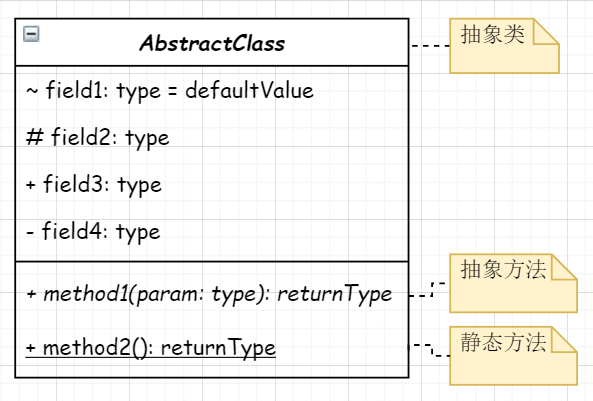 AbstractClass
抽象类
~ field1: type = defaultValue
# field2: type
+ field3: type
- field4: type
+ method1(param: type): returnType
抽象方法
+ method2(): returnType
静态方法